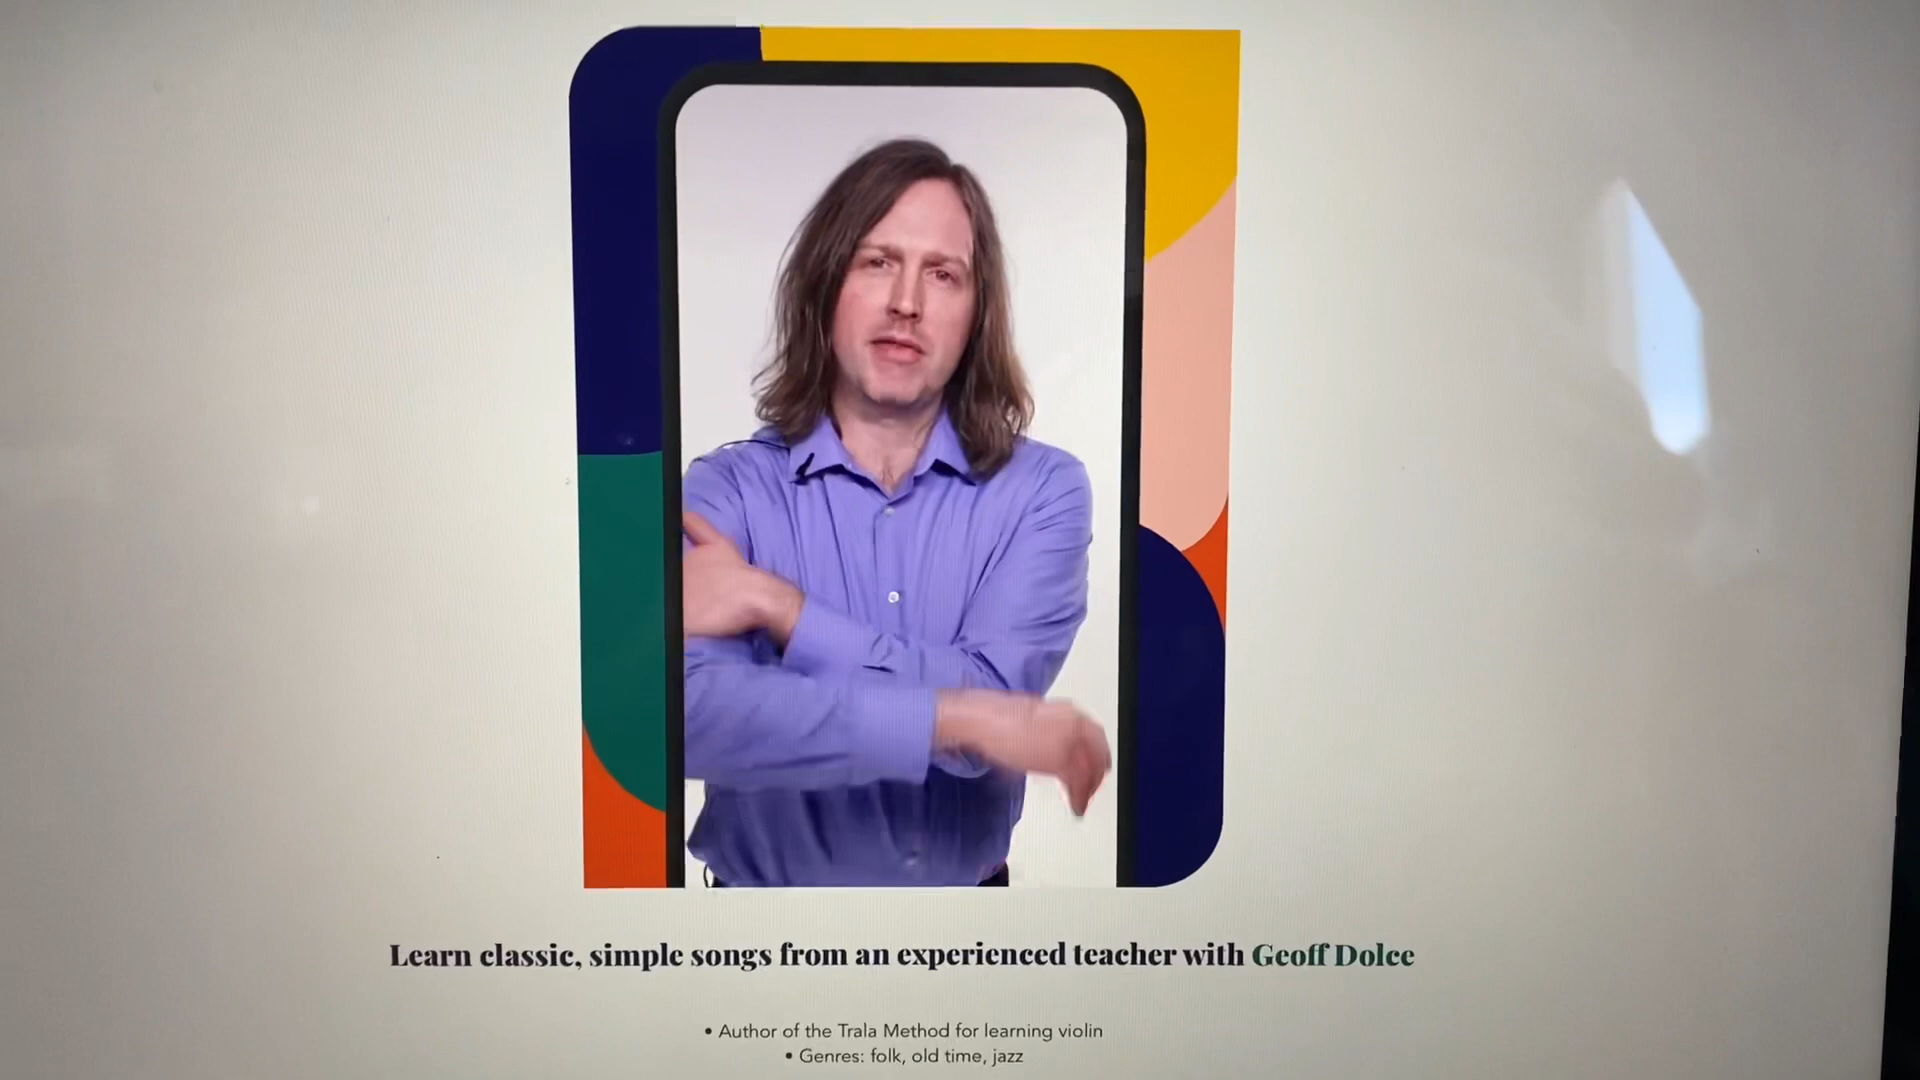 Learn classic, simple songs from an experienced teacher with Geoff Dolce
• Author of the Trala Method for learning violin
• Genres: folk, old time, jazz